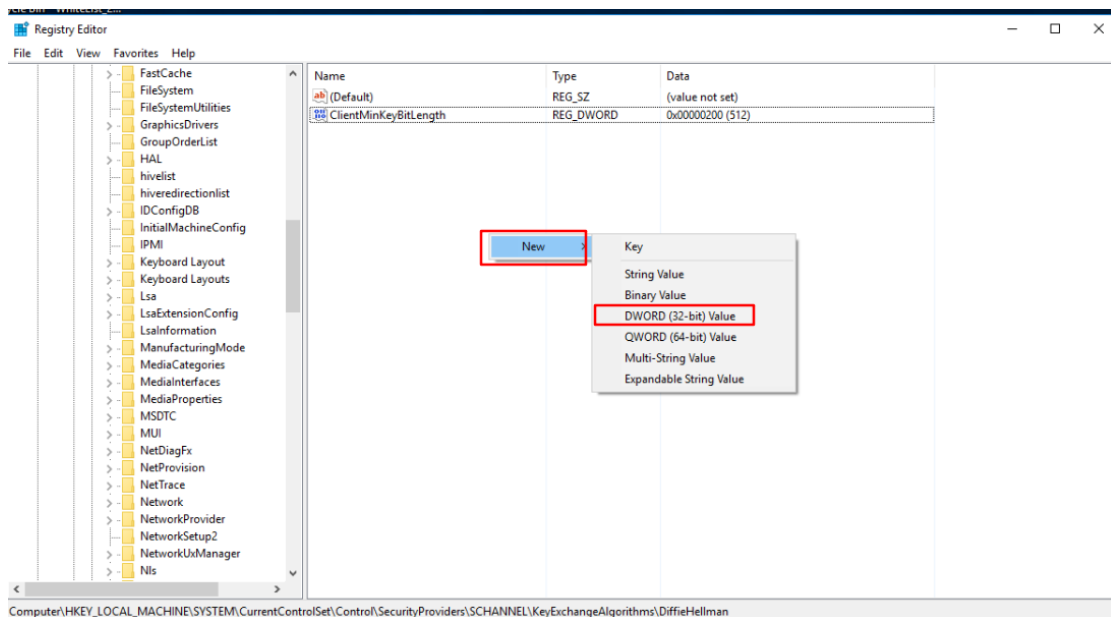 Registry Editor
File Edit View Favorites Help
FastCache
FileSystem
FileSystemUtilities
GraphicsDrivers
GroupOrderList
HAL
hivelist
hiveredirectionlist
IDConfigDB
InitialMachineConfig
IPMI
Keyboard Layout
Keyboard Layouts
Lsa
LsaExtensionConfig
LsaInformation
ManufacturingMode
MediaCategories
MediaInterfaces
MediaProperties
MSDTC
MUI
NetDiagFx
NetProvision
NetTrace
Network
NetworkProvider
NetworkSetup2
NetworkUxManager
Nls
Name Type Data
(Default) REG_SZ (value not set)
ClientMinKeyBitLength REG_DWORD 0x00000200 (512)
New
Key
String Value
Binary Value
DWORD (32-bit) Value
QWORD (64-bit) Value
Multi-String Value
Expandable String Value
Computer\HKEY_LOCAL_MACHINE\SYSTEM\CurrentControlSet\Control\SecurityProviders\SCHANNEL\KeyExchangeAlgorithms\DiffieHellman